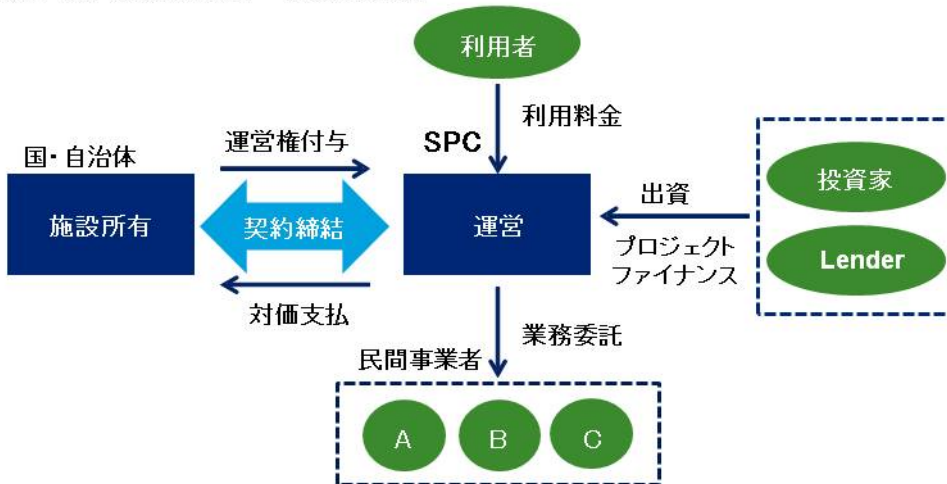 利用者
利用料金
SPC
運営権付与
国・自治体
施設所有
契約締結
運営
出資
プロジェクト
ファイナンス
投資家
Lender
対価支払
業務委託
民間事業者
A
B
C